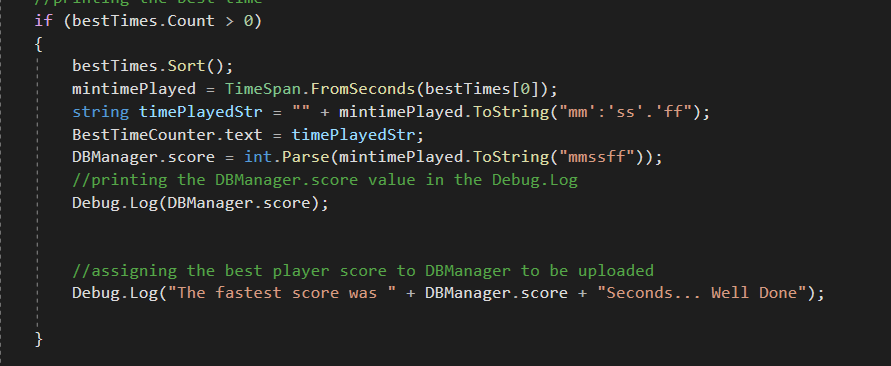 //printing the best time
if (bestTimes.Count > 0)
{
bestTimes.Sort();
mintimePlayed = TimeSpan.FromSeconds(bestTimes[0]);
string timePlayedStr = "" + mintimePlayed.ToString("mm':'ss'.'ff");
BestTimeCounter.text = timePlayedStr;
DBManager.score = int.Parse(mintimePlayed.ToString("mmssff"));
//printing the DBManager.score value in the Debug.Log
Debug.Log(DBManager.score);
//assigning the best player score to DBManager to be uploaded
Debug.Log("The fastest score was " + DBManager.score + "Seconds... Well Done");
}